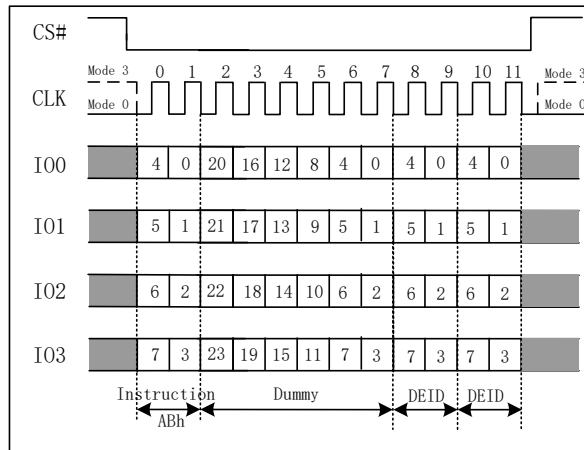 CS#
Mode 3 0 1 2 3 4 5 6 7 8 9 10 11 Mode 3
CLK
Mode 0 Mode 0
IO0 4 0 20 16 12 8 4 0 4 0 4 0
IO1 5 1 21 17 13 9 5 1 5 1 5 1
IO2 6 2 22 18 14 10 6 2 6 2 6 2
IO3 7 3 23 19 15 11 7 3 7 3 7 3
Instruction Dummy DEID DEID
ABh